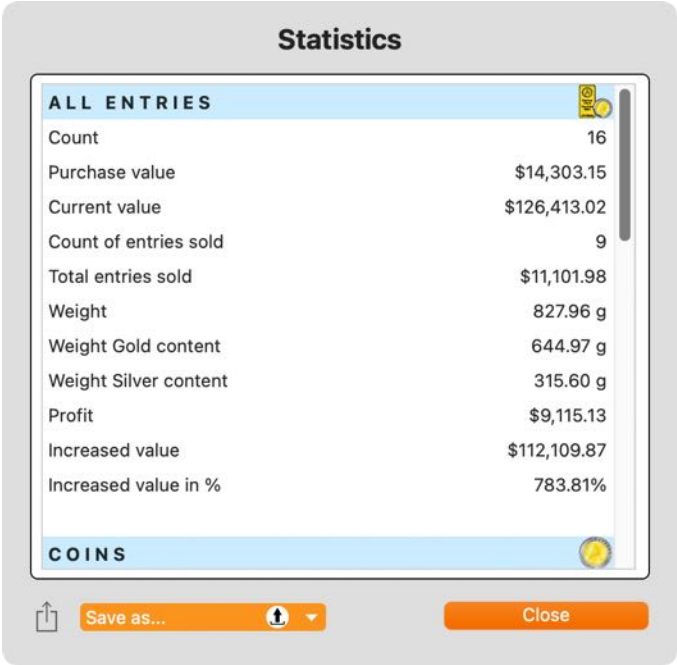 Statistics
ALL ENTRIES
Count 16
Purchase value $14,303.15
Current value $126,413.02
Count of entries sold 9
Total entries sold $11,101.98
Weight 827.96 g
Weight Gold content 644.97 g
Weight Silver content 315.60 g
Profit $9,115.13
Increased value $112,109.87
Increased value in % 783.81%
COINS
Save as... Close